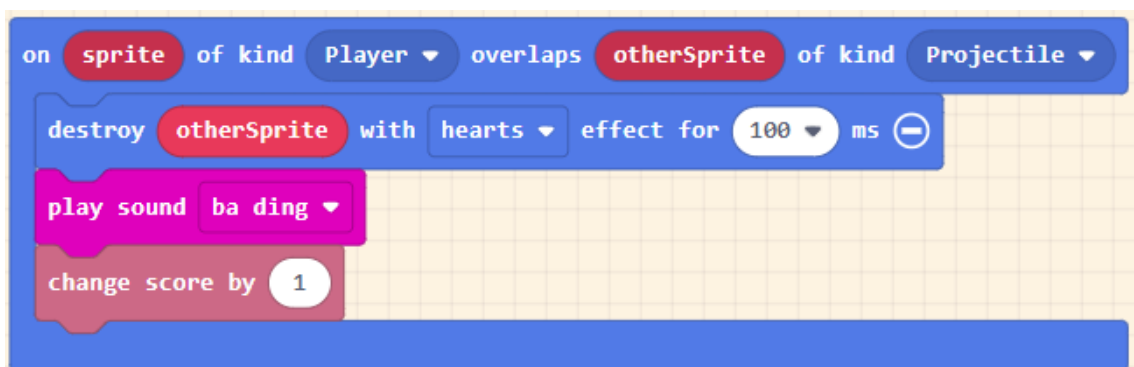 on sprite of kind Player overlaps otherSprite of kind Projectile
destroy otherSprite with hearts effect for 100 ms
play sound ba ding
change score by 1